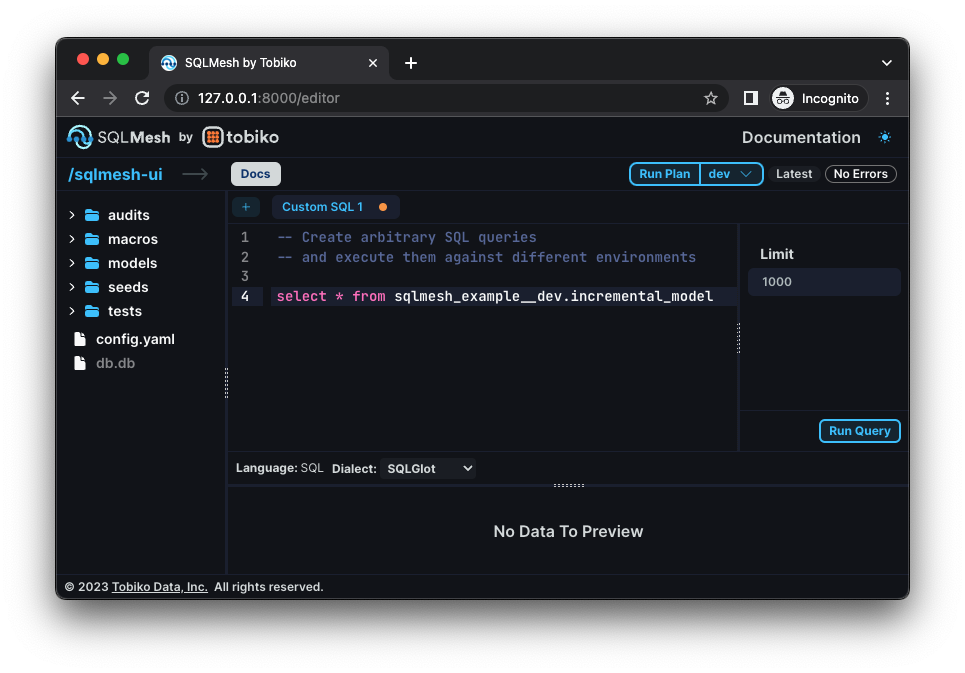 SQLMesh by Tobiko
127.0.0.1:8000/editor
Incognito
SQLMesh by tobiko
Documentation
/sqlmesh-ui
Docs
Run Plan
dev
Latest
No Errors
audits
macros
models
seeds
tests
config.yaml
db.db
+
Custom SQL 1
1 -- Create arbitrary SQL queries
2 -- and execute them against different environments
3
4 select * from sqlmesh_example__dev.incremental_model
Limit
1000
Run Query
Language: SQL Dialect: SQLGlot
No Data To Preview
© 2023 Tobiko Data, Inc. All rights reserved.